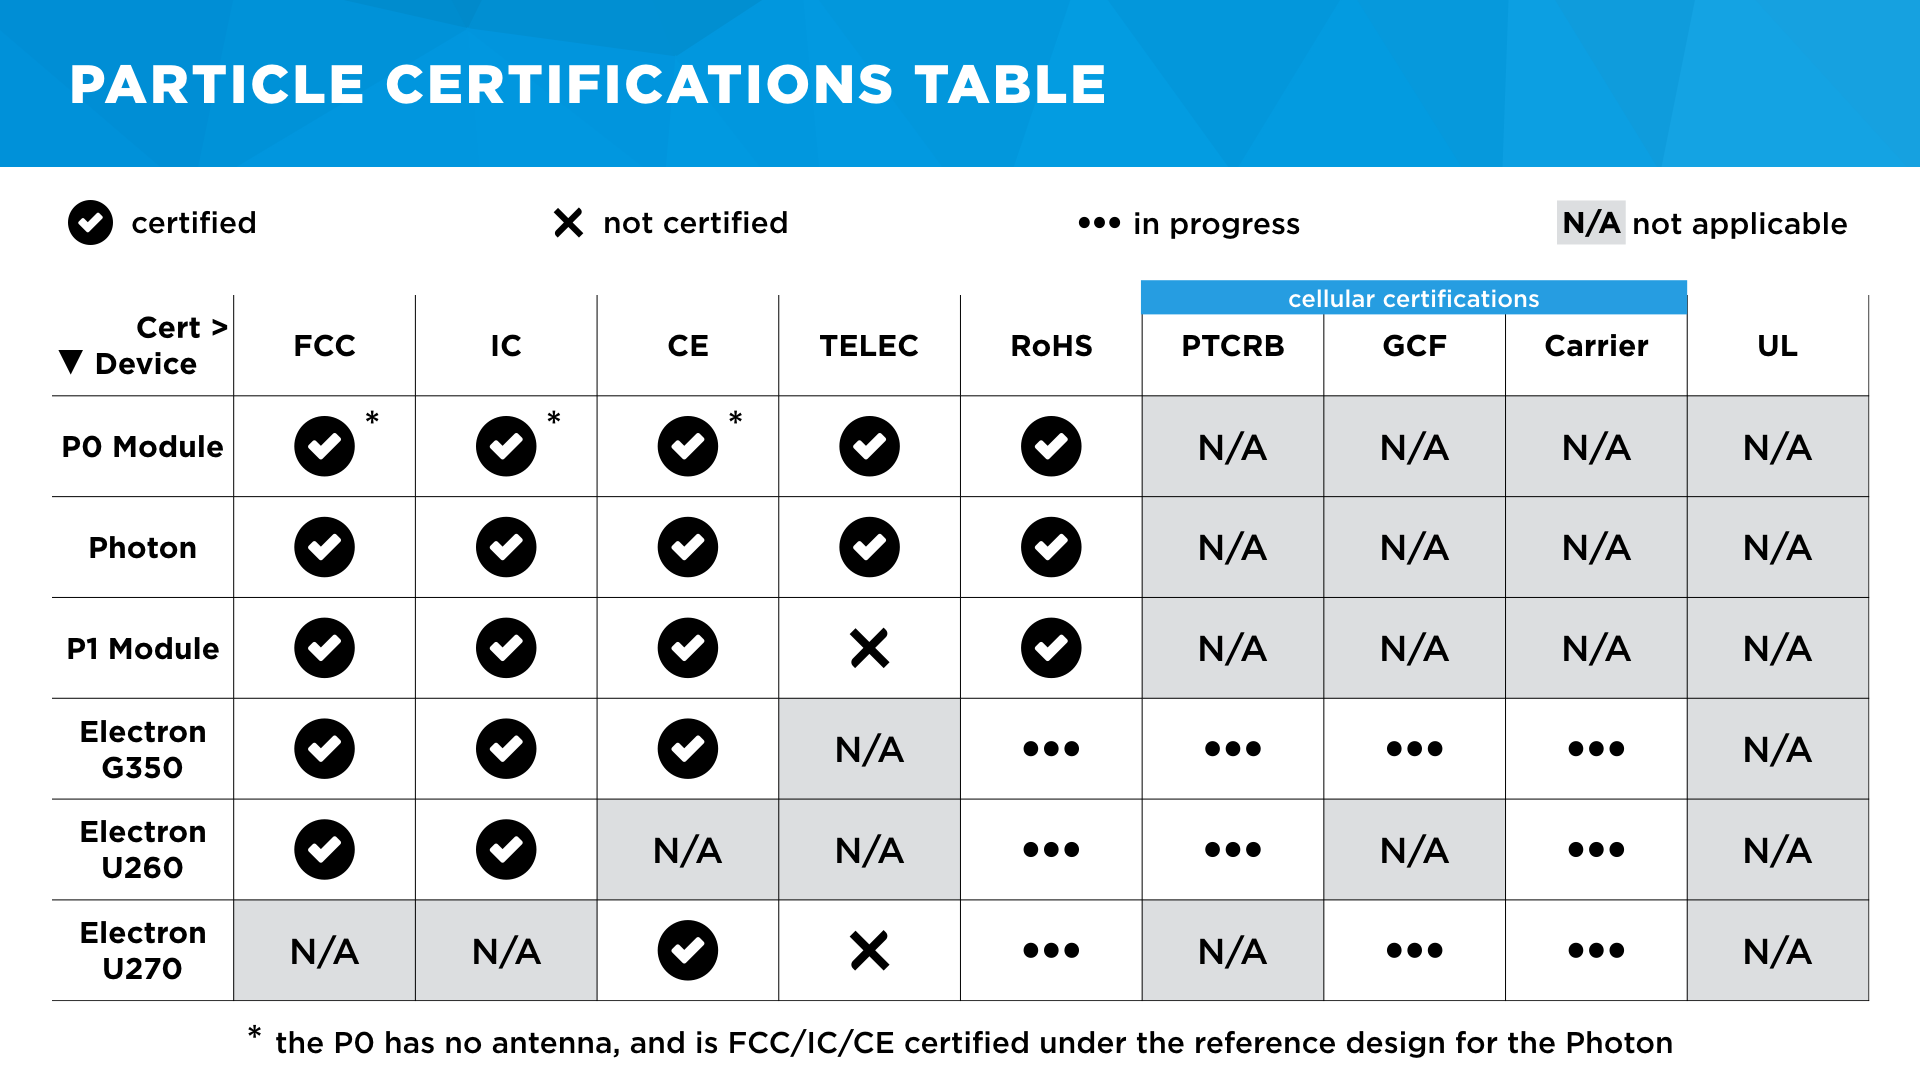 PARTICLE CERTIFICATIONS TABLE
certified not certified in progress N/A not applicable
cellular certifications
Cert >
▼ Device FCC IC CE TELEC RoHS PTCRB GCF Carrier UL
P0 Module * * * N/A N/A N/A N/A
Photon N/A N/A N/A N/A
P1 Module N/A N/A N/A N/A
Electron
G350 N/A ••• ••• ••• ••• N/A
Electron
U260 N/A N/A ••• ••• N/A ••• N/A
Electron
U270 N/A N/A ••• N/A ••• ••• N/A
* the P0 has no antenna, and is FCC/IC/CE certified under the reference design for the Photon